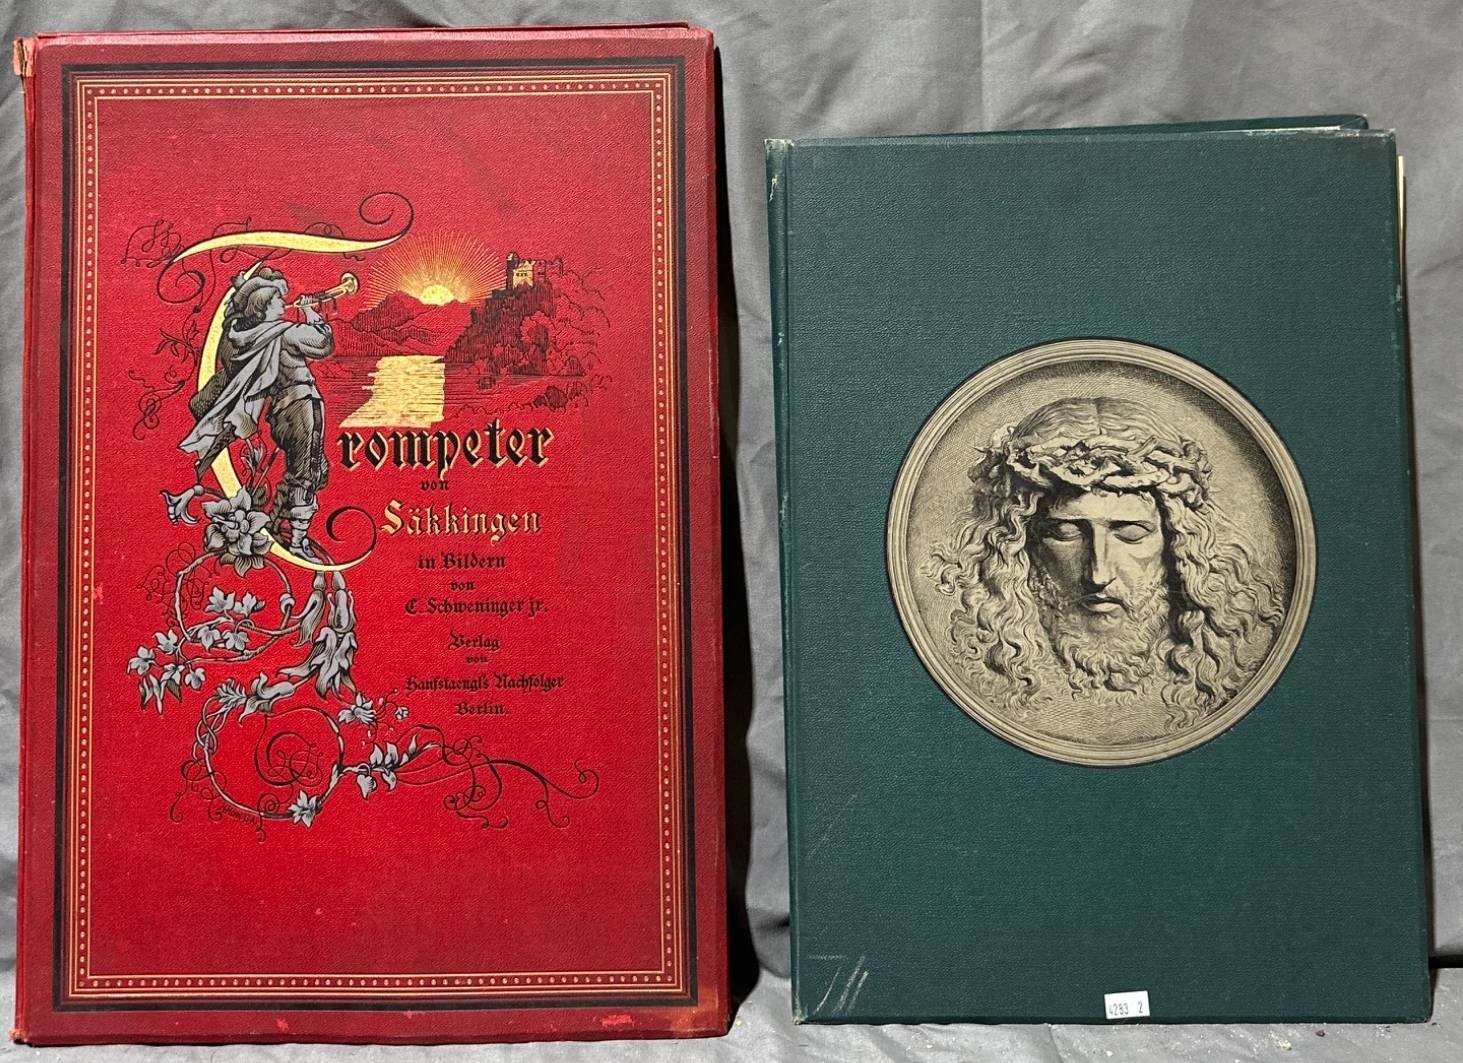 Trompeter
von
Säkkingen
in Bildern
von
C. Schweninger jr.
Verlag
von
Hanfstaengl's Nachfolger
Berlin.
4283 2